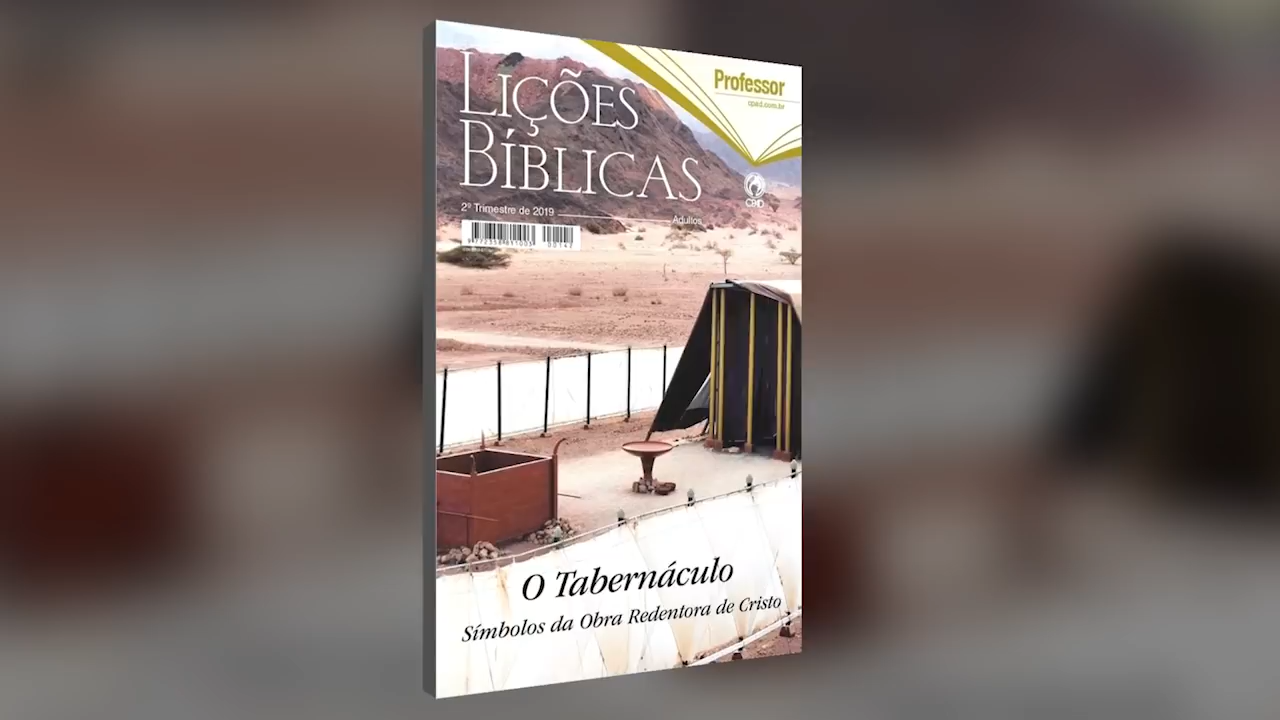 LIÇÕES
BÍBLICAS
Professor
cpad.com.br
CPAD
2º Trimestre de 2019
Adultos
O Tabernáculo
Símbolos da Obra Redentora de Cristo